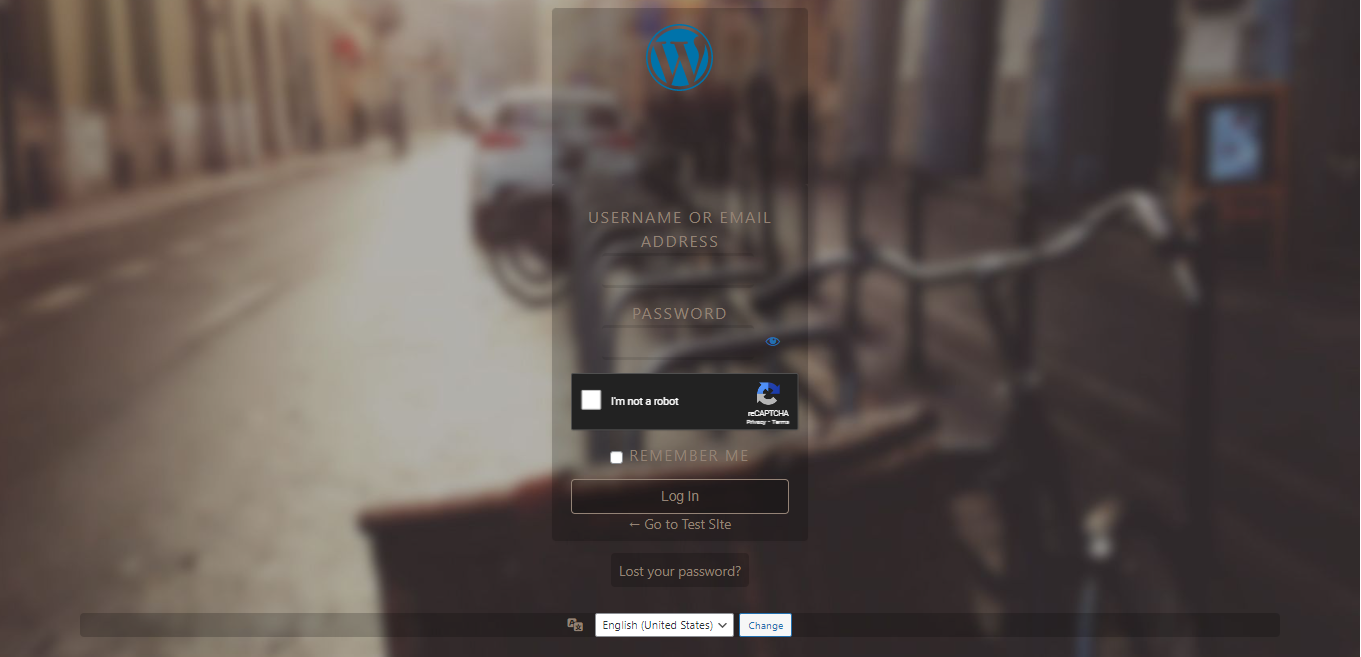 USERNAME OR EMAIL
ADDRESS
PASSWORD
I'm not a robot
reCAPTCHA
Privacy - Terms
REMEMBER ME
Log In
← Go to Test SIte
Lost your password?
English (United States)
Change